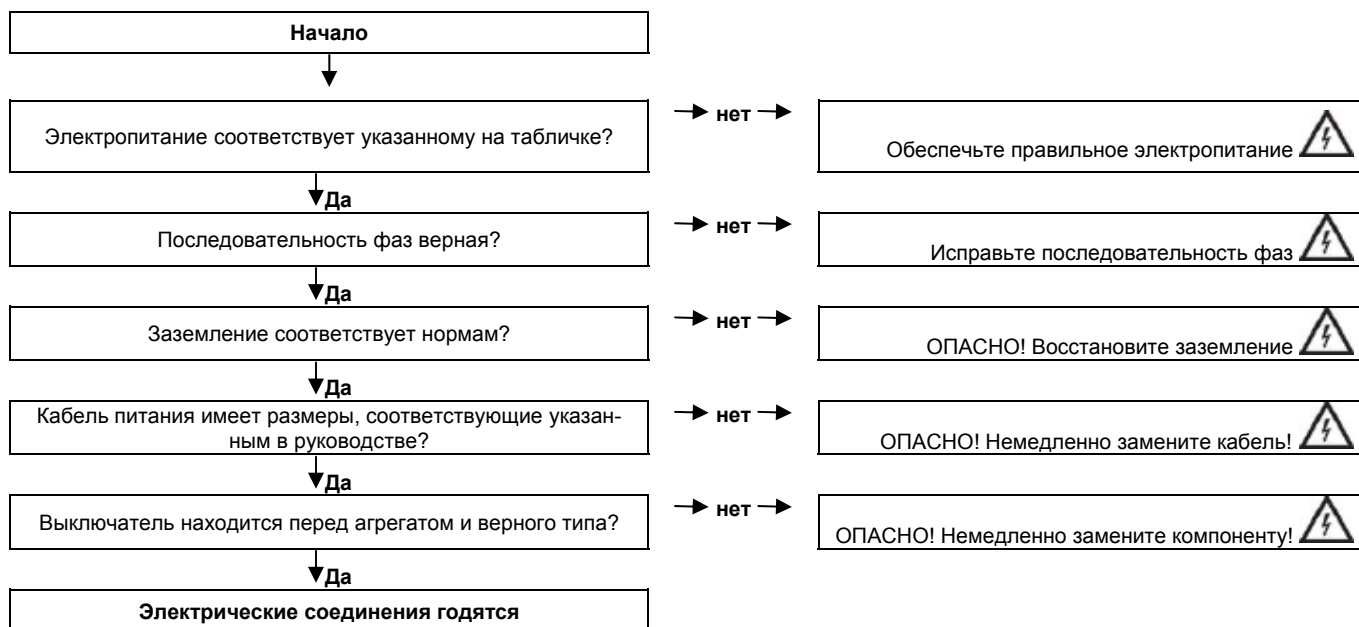 Начало
Электропитание соответствует указанному на табличке?
нет
Обеспечьте правильное электропитание
Да
Последовательность фаз верная?
нет
Исправьте последовательность фаз
Да
Заземление соответствует нормам?
нет
ОПАСНО! Восстановите заземление
Да
Кабель питания имеет размеры, соответствующие указан-
ным в руководстве?
нет
ОПАСНО! Немедленно замените кабель!
Да
Выключатель находится перед агрегатом и верного типа?
нет
ОПАСНО! Немедленно замените компоненту!
Да
Электрические соединения годятся